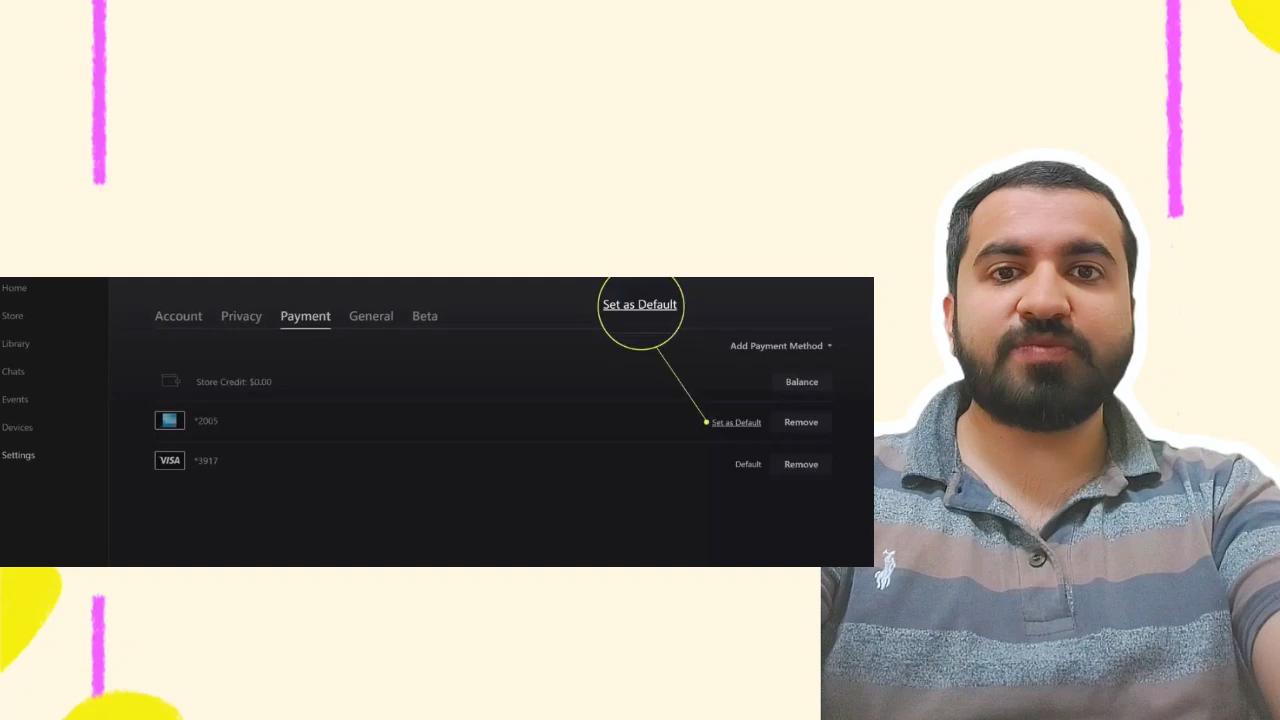 Home
Store
Library
Chats
Events
Devices
Settings
Account Privacy Payment General Beta
Set as Default
Add Payment Method
Store Credit: $0.00 Balance
*2005 Set as Default Remove
VISA *3917 Default Remove